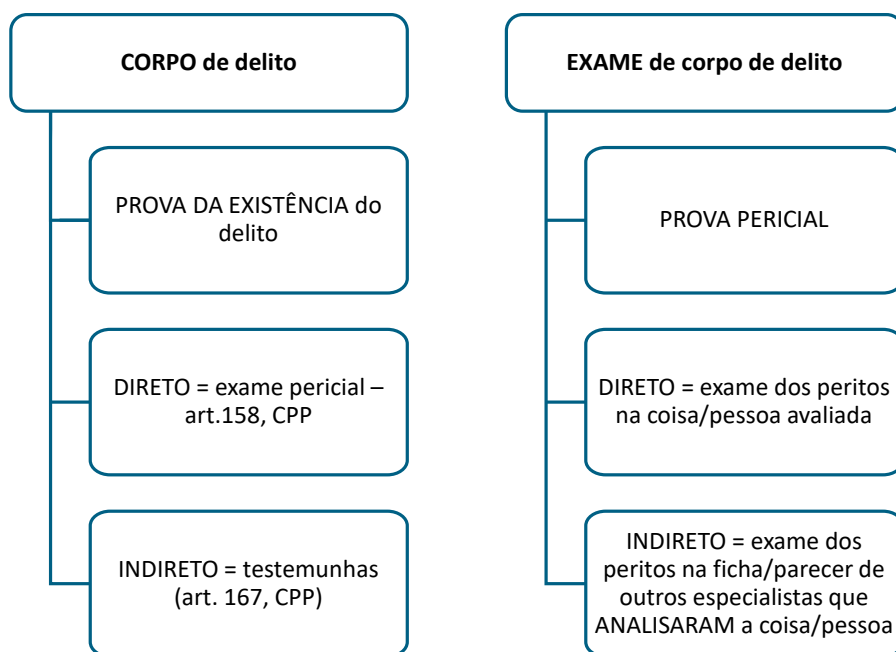 CORPO de delito
PROVA DA EXISTÊNCIA do
delito
DIRETO = exame pericial –
art.158, CPP
INDIRETO = testemunhas
(art. 167, CPP)
EXAME de corpo de delito
PROVA PERICIAL
DIRETO = exame dos peritos
na coisa/pessoa avaliada
INDIRETO = exame dos
peritos na ficha/parecer de
outros especialistas que
ANALISARAM a coisa/pessoa